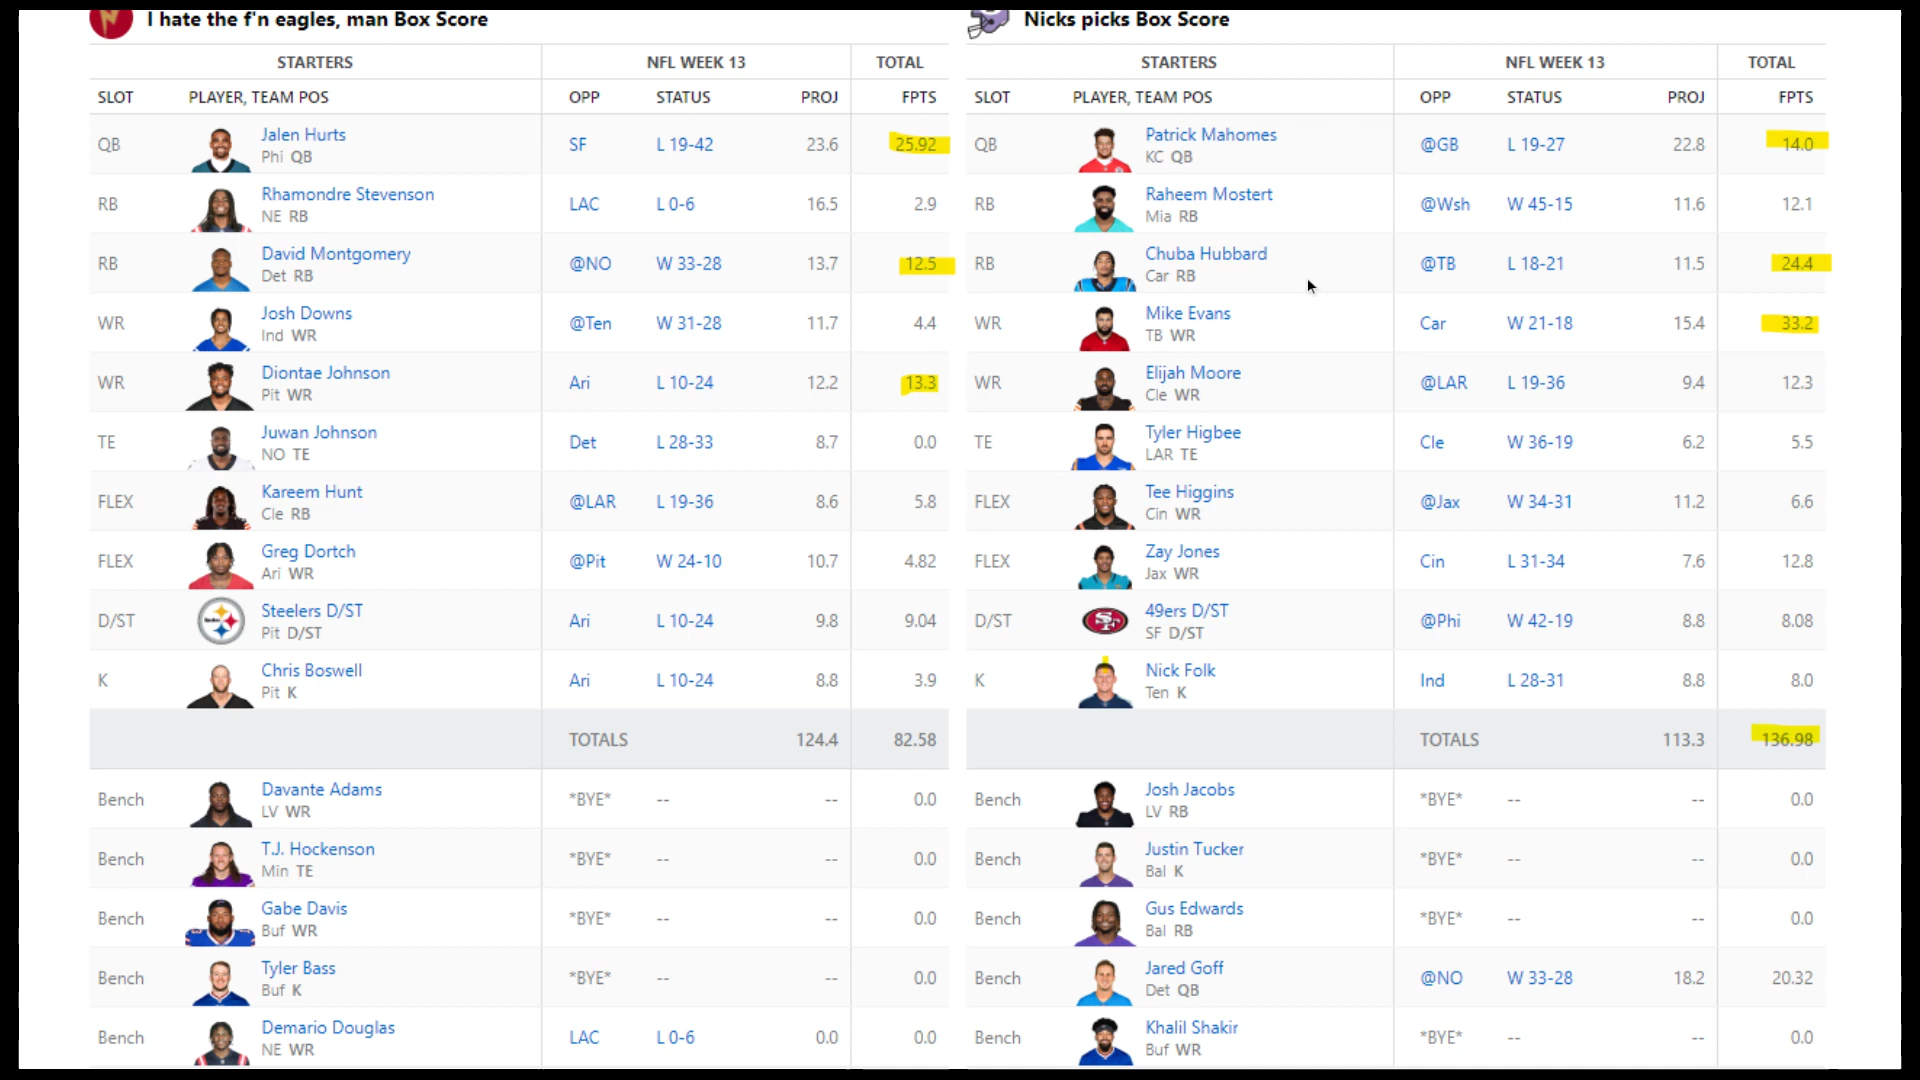 I hate the f'n eagles, man Box Score
STARTERS NFL WEEK 13 TOTAL
SLOT PLAYER, TEAM POS OPP STATUS PROJ FPTS
QB Jalen Hurts SF L 19-42 23.6 25.92
Phi QB
RB Rhamondre Stevenson LAC L 0-6 16.5 2.9
NE RB
RB David Montgomery @NO W 33-28 13.7 12.5
Det RB
WR Josh Downs @Ten W 31-28 11.7 4.4
Ind WR
WR Diontae Johnson Ari L 10-24 12.2 13.3
Pit WR
TE Juwan Johnson Det L 28-33 8.7 0.0
NO TE
FLEX Kareem Hunt @LAR L 19-36 8.6 5.8
Cle RB
FLEX Greg Dortch @Pit W 24-10 10.7 4.82
Ari WR
D/ST Steelers D/ST Ari L 10-24 9.8 9.04
Pit D/ST
K Chris Boswell Ari L 10-24 8.8 3.9
Pit K
TOTALS 124.4 82.58
Bench Davante Adams *BYE* -- -- 0.0
LV WR
Bench T.J. Hockenson *BYE* -- -- 0.0
Min TE
Bench Gabe Davis *BYE* -- -- 0.0
Buf WR
Bench Tyler Bass *BYE* -- -- 0.0
Buf K
Bench Demario Douglas LAC L 0-6 0.0 0.0
NE WR
Nicks picks Box Score
STARTERS NFL WEEK 13 TOTAL
SLOT PLAYER, TEAM POS OPP STATUS PROJ FPTS
QB Patrick Mahomes @GB L 19-27 22.8 14.0
KC QB
RB Raheem Mostert @Wsh W 45-15 11.6 12.1
Mia RB
RB Chuba Hubbard @TB L 18-21 11.5 24.4
Car RB
WR Mike Evans Car W 21-18 15.4 33.2
TB WR
WR Elijah Moore @LAR L 19-36 9.4 12.3
Cle WR
TE Tyler Higbee Cle W 36-19 6.2 5.5
LAR TE
FLEX Tee Higgins @Jax W 34-31 11.2 6.6
Cin WR
FLEX Zay Jones Cin L 31-34 7.6 12.8
Jax WR
D/ST 49ers D/ST @Phi W 42-19 8.8 8.08
SF D/ST
K Nick Folk Ind L 28-31 8.8 8.0
Ten K
TOTALS 113.3 136.98
Bench Josh Jacobs *BYE* -- -- 0.0
LV RB
Bench Justin Tucker *BYE* -- -- 0.0
Bal K
Bench Gus Edwards *BYE* -- -- 0.0
Bal RB
Bench Jared Goff @NO W 33-28 18.2 20.32
Det QB
Bench Khalil Shakir *BYE* -- -- 0.0
Buf WR